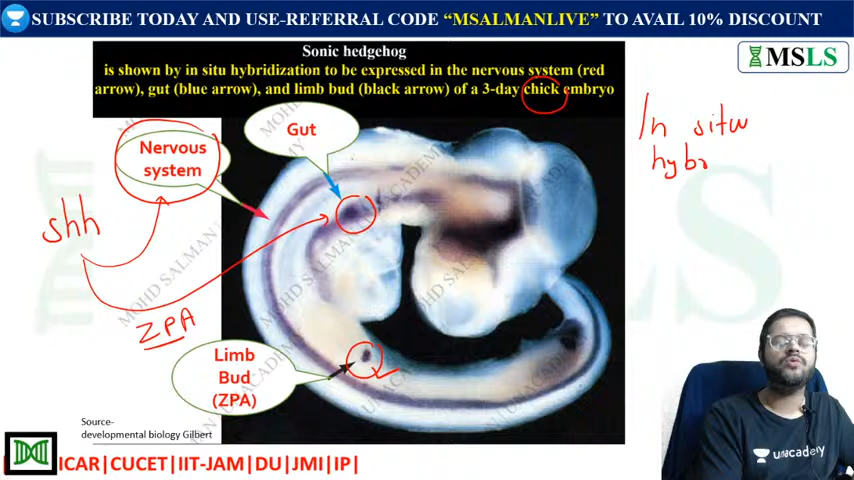 SUBSCRIBE TODAY AND USE-REFERRAL CODE “MSALMANLIVE” TO AVAIL 10% DISCOUNT
MSLS
Sonic hedgehog
is shown by in situ hybridization to be expressed in the nervous system (red
arrow), gut (blue arrow), and limb bud (black arrow) of a 3-day chick embryo
In situ
hybr
Gut
Nervous
system
shh
ZPA
Limb
Bud
(ZPA)
Source-
developmental biology Gilbert
unacademy
ICAR|CUCET|IIT-JAM|DU|JMI|IP|